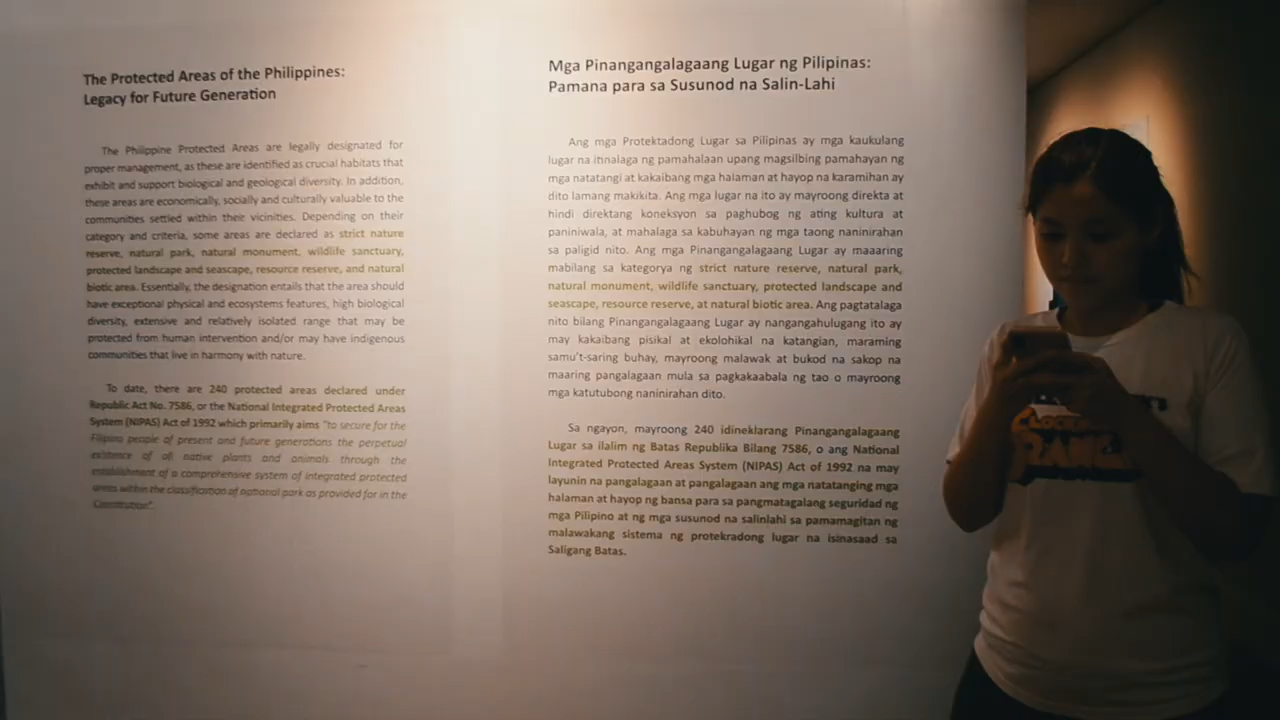 The Protected Areas of the Philippines:
Legacy for Future Generation
The Philippine Protected Areas are legally designated for
proper management, as these are identified as crucial habitats that
exhibit and support biological and geological diversity. In addition,
these areas are economically, socially and culturally valuable to the
communities settled within their vicinities. Depending on their
category and criteria, some areas are declared as strict nature
reserve, natural park, natural monument, wildlife sanctuary,
protected landscape and seascape, resource reserve, and natural
biotic area. Essentially, the designation entails that the area should
have exceptional physical and ecosystems features, high biological
diversity, extensive and relatively isolated range that may be
protected from human intervention and/or may have indigenous
communities that live in harmony with nature.
To date, there are 240 protected areas declared under
Republic Act No. 7586, or the National Integrated Protected Areas
System (NIPAS) Act of 1992 which primarily aims "to secure for the
Filipino people of present and future generations the perpetual
existence of all native plants and animals through the
establishment of a comprehensive system of integrated protected
areas within the classification of national park as provided for in the
Constitution".
Mga Pinangangalagaang Lugar ng Pilipinas:
Pamana para sa Susunod na Salin-Lahi
Ang mga Protektadong Lugar sa Pilipinas ay mga kaukulang
lugar na itinalaga ng pamahalaan upang magsilbing pamahayan ng
mga natatangi at kakaibang mga halaman at hayop na karamihan ay
dito lamang makikita. Ang mga lugar na ito ay mayroong direkta at
hindi direktang koneksyon sa paghubog ng ating kultura at
paniniwala, at mahalaga sa kabuhayan ng mga taong naninirahan
sa paligid nito. Ang mga Pinangangalagaang Lugar ay maaaring
mabilang sa kategorya ng strict nature reserve, natural park,
natural monument, wildlife sanctuary, protected landscape and
seascape, resource reserve, at natural biotic area. Ang pagtatalaga
nito bilang Pinangangalagaang Lugar ay nangangahulugang ito ay
may kakaibang pisikal at ekolohikal na katangian, maraming
samu't-saring buhay, mayroong malawak at bukod na sakop na
maaring pangalagaan mula sa pagkakaabala ng tao o mayroong
mga katutubong naninirahan dito.
Sa ngayon, mayroong 240 idineklarang Pinangangalagaang
Lugar sa ilalim ng Batas Republika Bilang 7586, o ang National
Integrated Protected Areas System (NIPAS) Act of 1992 na may
layunin na pangalagaan at pangalagaan ang mga natatanging mga
halaman at hayop ng bansa para sa pangmatagalang seguridad ng
mga Pilipino at ng mga susunod na salinlahi sa pamamagitan ng
malawakang sistema ng protekradong lugar na isinasaad sa
Saligang Batas.